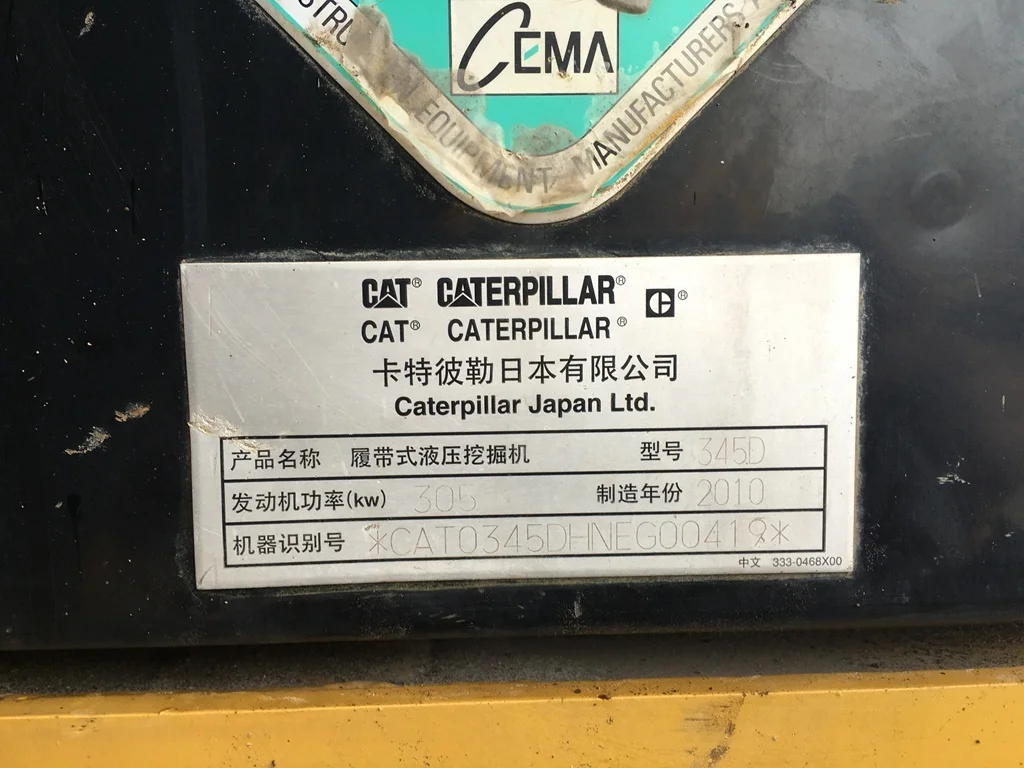 STRU
CEMA
EQUIPMENT MANUFACTURERS
CAT® CATERPILLAR® ®
CAT® CATERPILLAR®
卡特彼勒日本有限公司
Caterpillar Japan Ltd.
产品名称 履带式液压挖掘机 型号 345D
发动机功率(kw) 305 制造年份 2010
机器识别号 *CAT0345DHNEG00419*
中文 333-0468X00